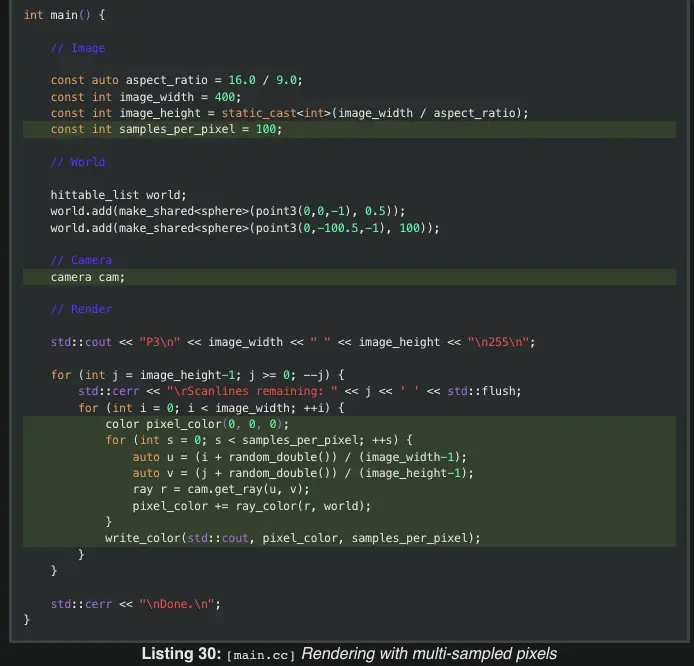 int main() {
// Image
const auto aspect_ratio = 16.0 / 9.0;
const int image_width = 400;
const int image_height = static_cast<int>(image_width / aspect_ratio);
const int samples_per_pixel = 100;
// World
hittable_list world;
world.add(make_shared<sphere>(point3(0,0,-1), 0.5));
world.add(make_shared<sphere>(point3(0,-100.5,-1), 100));
// Camera
camera cam;
// Render
std::cout << "P3\n" << image_width << " " << image_height << "\n255\n";
for (int j = image_height-1; j >= 0; --j) {
std::cerr << "\rScanlines remaining: " << j << ' ' << std::flush;
for (int i = 0; i < image_width; ++i) {
color pixel_color(0, 0, 0);
for (int s = 0; s < samples_per_pixel; ++s) {
auto u = (i + random_double()) / (image_width-1);
auto v = (j + random_double()) / (image_height-1);
ray r = cam.get_ray(u, v);
pixel_color += ray_color(r, world);
}
write_color(std::cout, pixel_color, samples_per_pixel);
}
}
std::cerr << "\nDone.\n";
}
Listing 30: [main.cc] Rendering with multi-sampled pixels